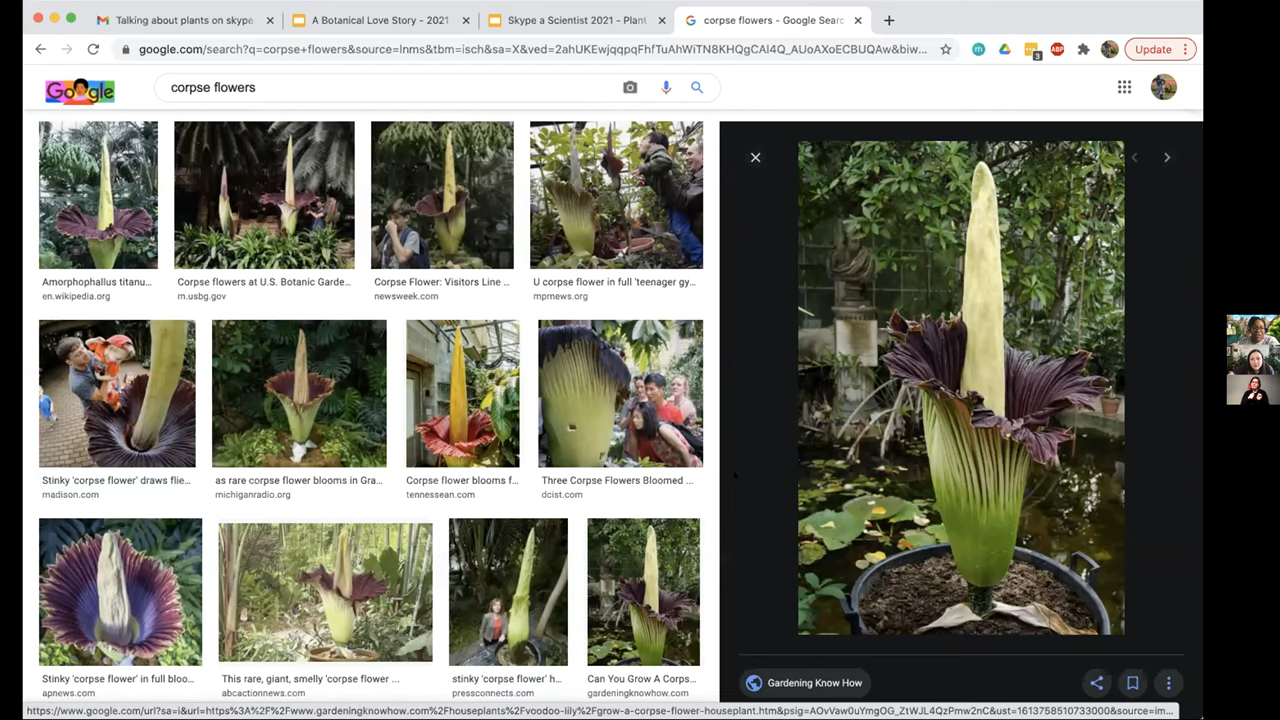 Talking about plants on skype
A Botanical Love Story - 2021
Skype a Scientist 2021 - Plant
corpse flowers - Google Sear
google.com/search?q=corpse+flowers&source=lnms&tbm=isch&sa=X&ved=2ahUKEwjqpqFhfTuAhWiTN8KHQgCAl4Q_AUoAXoECBUQAw&biw...
3
ABP
Update
Google
corpse flowers
Amorphophallus titanu...
en.wikipedia.org
Corpse flowers at U.S. Botanic Garde...
m.usbg.gov
Corpse Flower: Visitors Line ...
newsweek.com
U corpse flower in full 'teenager gy...
mprnews.org
Stinky 'corpse flower' draws flie...
madison.com
as rare corpse flower blooms in Gra...
michiganradio.org
Corpse flower blooms f...
tennessean.com
Three Corpse Flowers Bloomed ...
dcist.com
Stinky 'corpse flower' in full bloo...
apnews.com
This rare, giant, smelly 'corpse flower ...
abcactionnews.com
stinky 'corpse flower' h...
pressconnects.com
Can You Grow A Corps...
gardeningknowhow.com
Gardening Know How
https://www.google.com/url?sa=i&url=https%3A%2F%2Fwww.gardeningknowhow.com%2Fhouseplants%2Fvoodoo-lily%2Fgrow-a-corpse-flower-houseplant.htm&psig=AOvVaw0uYmgOG_ZtWJL4QzPmw2nC&ust=1613758510733000&source=im...